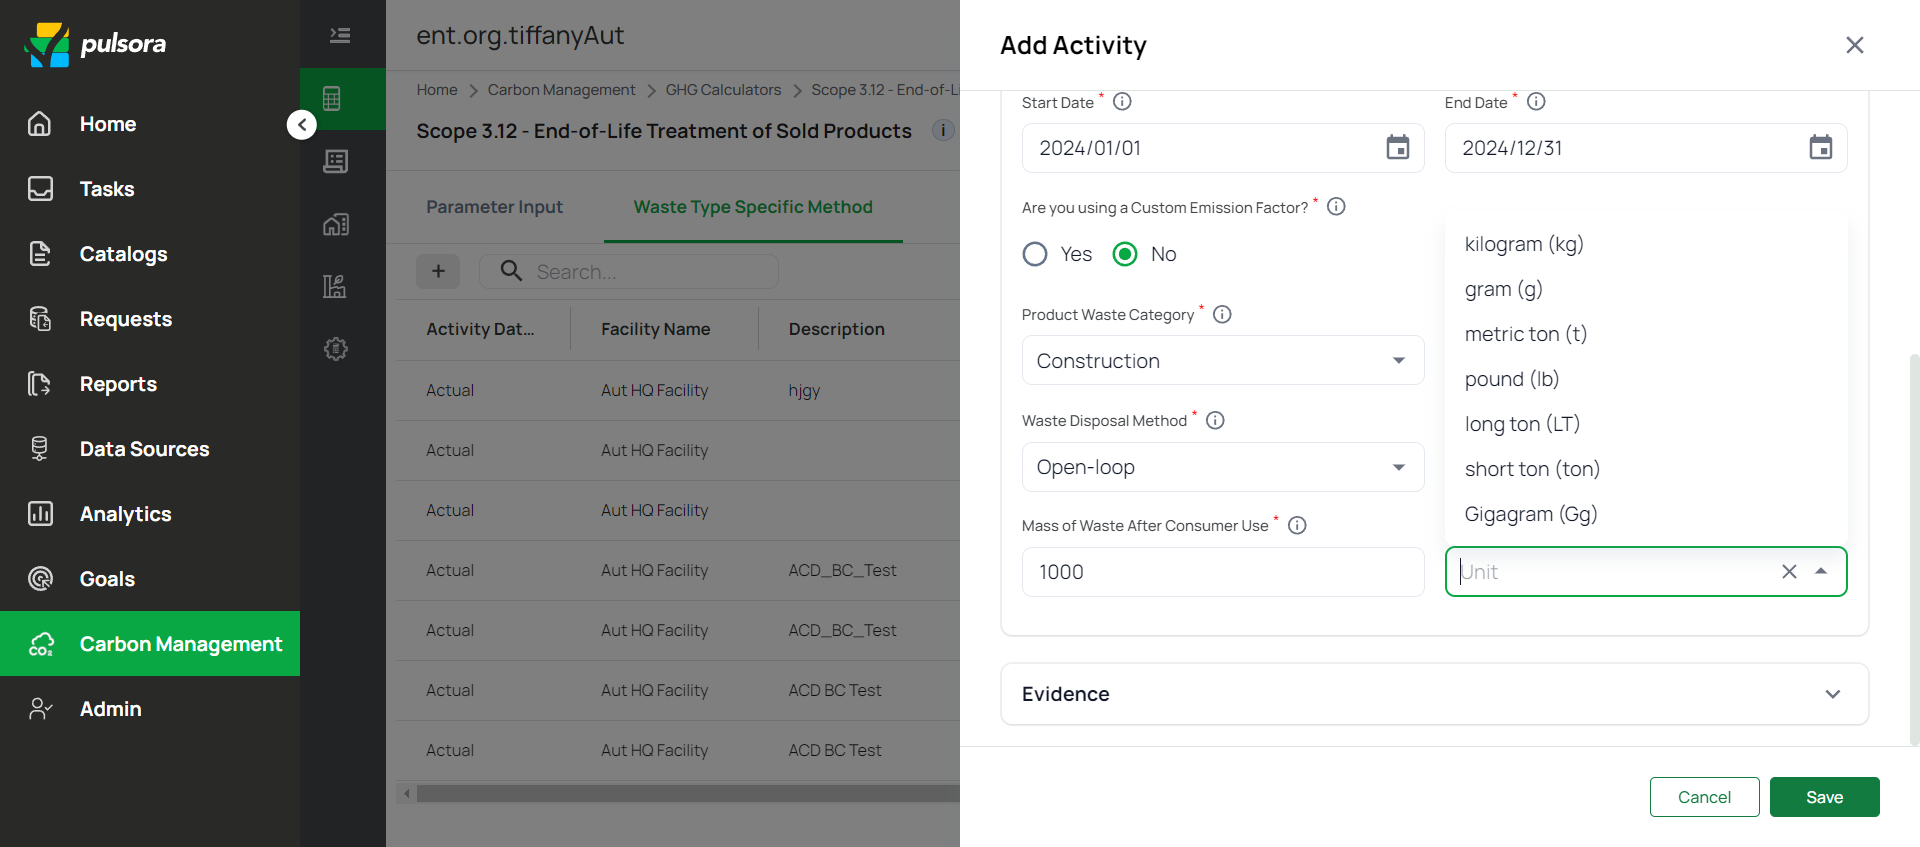 pulsora
Home
Tasks
Catalogs
Requests
Reports
Data Sources
Analytics
Goals
CO₂
Carbon Management
Admin
ent.org.tiffanyAut
Home > Carbon Management > GHG Calculators > Scope 3.12 - End-of-L
Scope 3.12 - End-of-Life Treatment of Sold Products
Parameter Input
Waste Type Specific Method
+
Search...
Activity Dat...
Facility Name
Description
Actual
Aut HQ Facility
hjgy
Actual
Aut HQ Facility
Actual
Aut HQ Facility
Actual
Aut HQ Facility
ACD_BC_Test
Actual
Aut HQ Facility
ACD_BC_Test
Actual
Aut HQ Facility
ACD BC Test
Actual
Aut HQ Facility
ACD BC Test
Add Activity
Start Date *
End Date *
2024/01/01
2024/12/31
Are you using a Custom Emission Factor? *
Yes
No
Product Waste Category *
Construction
Waste Disposal Method *
Open-loop
Mass of Waste After Consumer Use *
1000
kilogram (kg)
gram (g)
metric ton (t)
pound (lb)
long ton (LT)
short ton (ton)
Gigagram (Gg)
Unit
Evidence
Cancel
Save